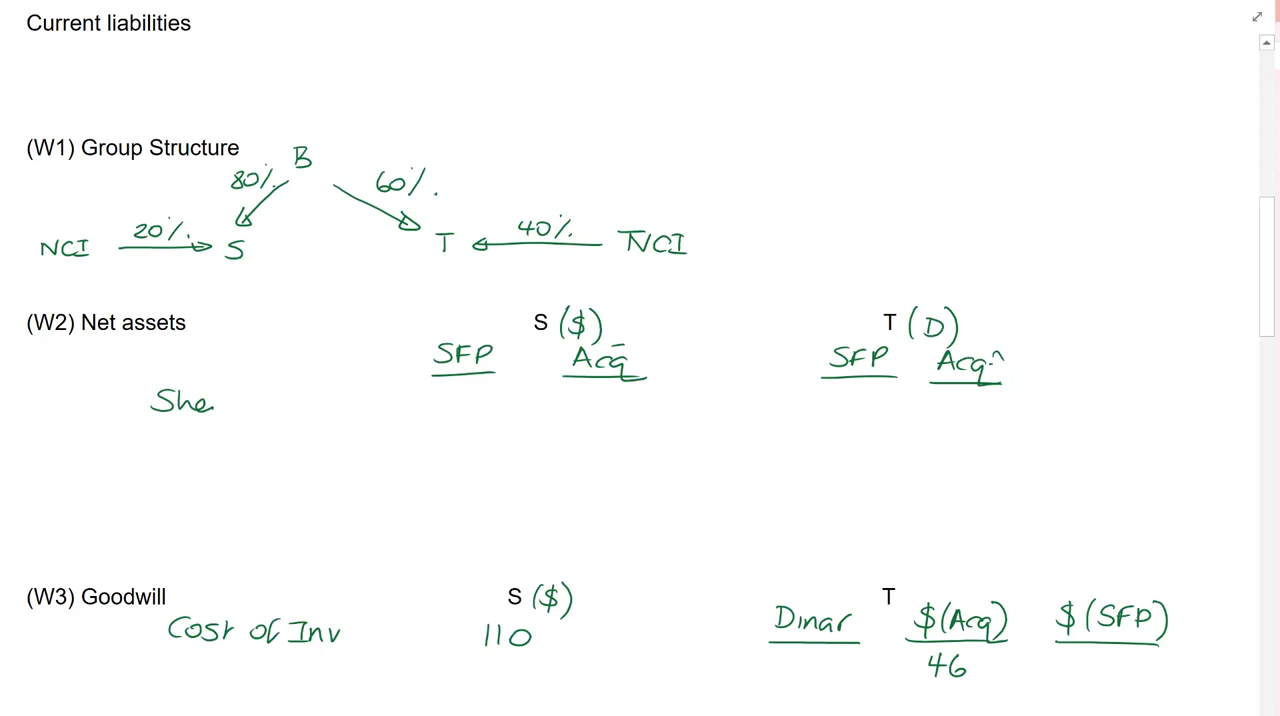 Current liabilities
(W1) Group Structure
B
80%. 60%.
NCI 20%. S T 40%. NCI
(W2) Net assets S ($) T (D)
SFP Acq SFP Acq^n
She
(W3) Goodwill S ($) T
Cost of Inv 110 Dinar $(Acq) $(SFP)
46